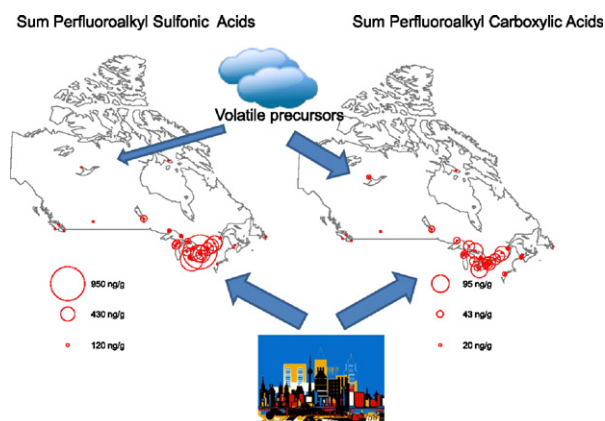 Sum Perfluoroalkyl Sulfonic Acids
Sum Perfluoroalkyl Carboxylic Acids
Volatile precursors
950 ng/g
430 ng/g
120 ng/g
95 ng/g
43 ng/g
20 ng/g